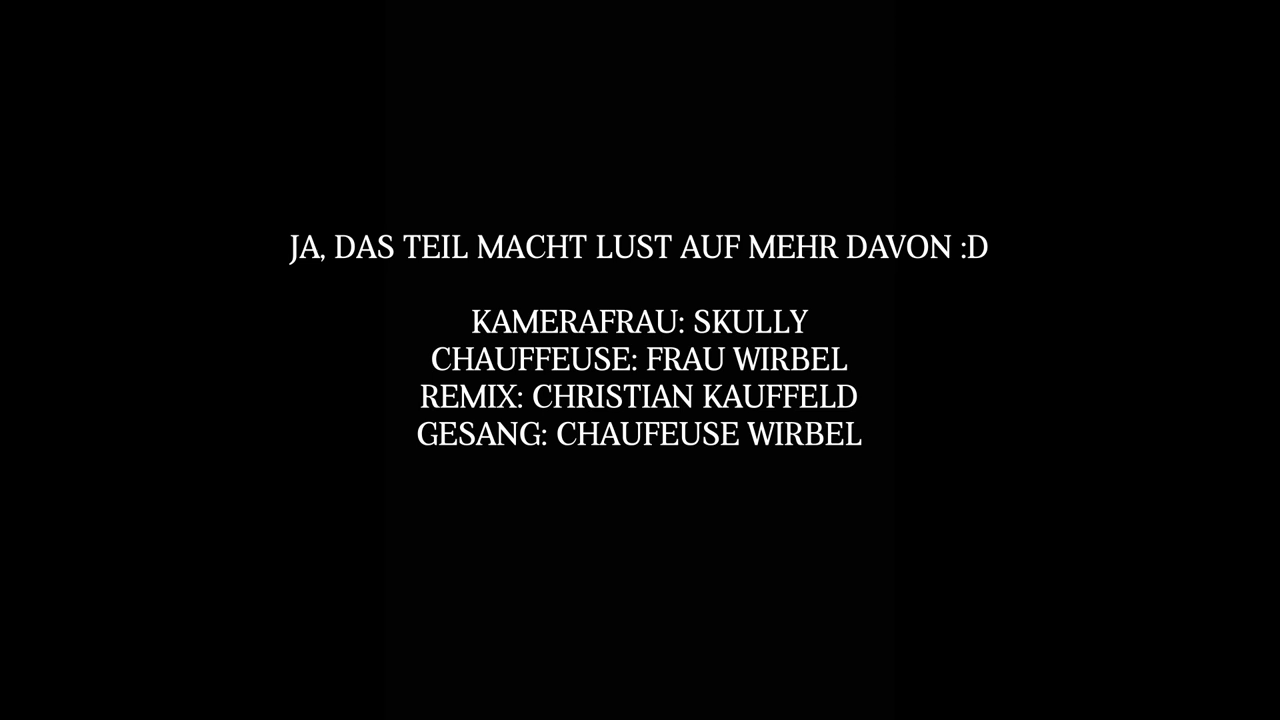 JA, DAS TEIL MACHT LUST AUF MEHR DAVON :D
KAMERAFRAU: SKULLY
CHAUFFEUSE: FRAU WIRBEL
REMIX: CHRISTIAN KAUFFELD
GESANG: CHAUFEUSE WIRBEL